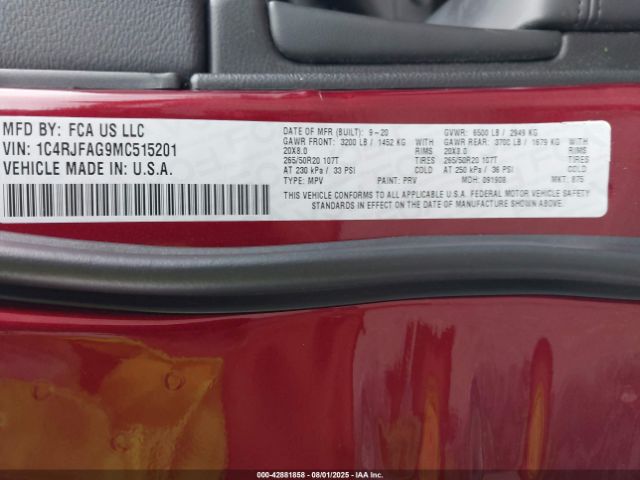 MFD BY: FCA US LLC
VIN: 1C4RJFAG9MC515201
VEHICLE MADE IN: U.S.A.
DATE OF MFR (BUILT): 9-20 GVWR: 6500 LB / 2949 KG
GAWR FRONT: 3200 LB / 1452 KG GAWR REAR: 3700 LB / 1679 KG
20X8.0 RIMS 20X8.0 RIMS
265/50R20 107T TIRES 265/50R20 107T TIRES
AT 230 kPa / 33 PSI COLD AT 250 kPa / 36 PSI COLD
TYPE: MPV PAINT: PRV MDH: 091908 MKT: 875
THIS VEHICLE CONFORMS TO ALL APPLICABLE U.S.A. FEDERAL MOTOR VEHICLE SAFETY
STANDARDS IN EFFECT ON THE DATE OF MANUFACTURE SHOWN ABOVE.
000-42881858 - 08/01/2025 - IAA Inc.